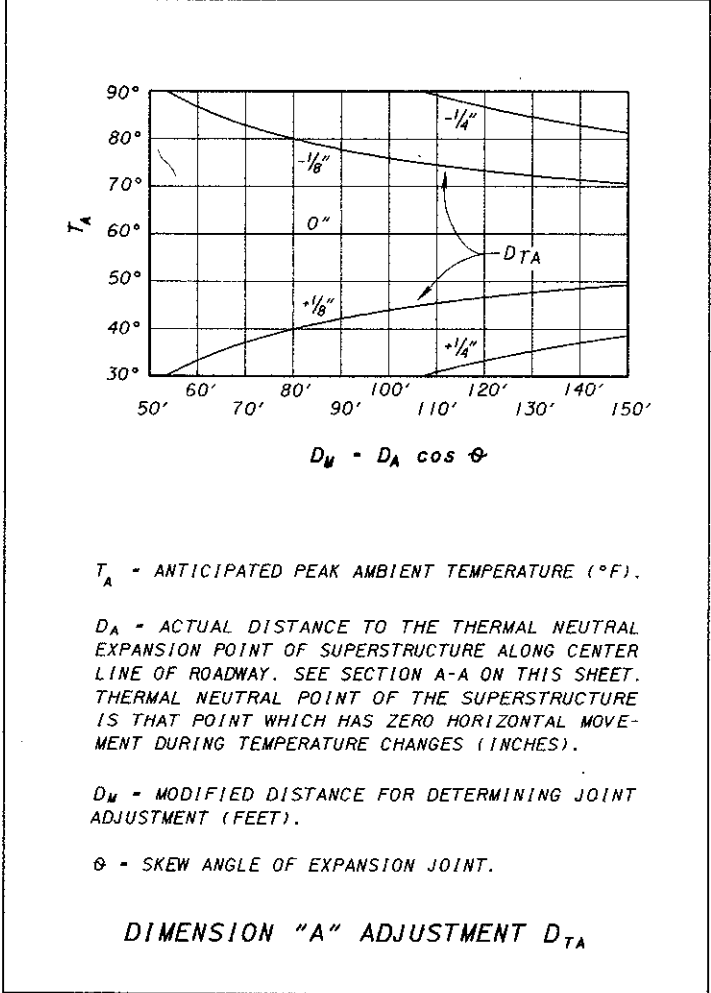 90°
80°
70°
60°
50°
40°
30°
T_A
-1/4"
-1/8"
0"
D_TA
+1/8"
+1/4"
60' 80' 100' 120' 140'
50' 70' 90' 110' 130' 150'
D_M - D_A cos θ
T_A - ANTICIPATED PEAK AMBIENT TEMPERATURE (°F).
D_A - ACTUAL DISTANCE TO THE THERMAL NEUTRAL
EXPANSION POINT OF SUPERSTRUCTURE ALONG CENTER
LINE OF ROADWAY. SEE SECTION A-A ON THIS SHEET.
THERMAL NEUTRAL POINT OF THE SUPERSTRUCTURE
IS THAT POINT WHICH HAS ZERO HORIZONTAL MOVE-
MENT DURING TEMPERATURE CHANGES (INCHES).
D_M - MODIFIED DISTANCE FOR DETERMINING JOINT
ADJUSTMENT (FEET).
θ - SKEW ANGLE OF EXPANSION JOINT.
DIMENSION "A" ADJUSTMENT D_TA